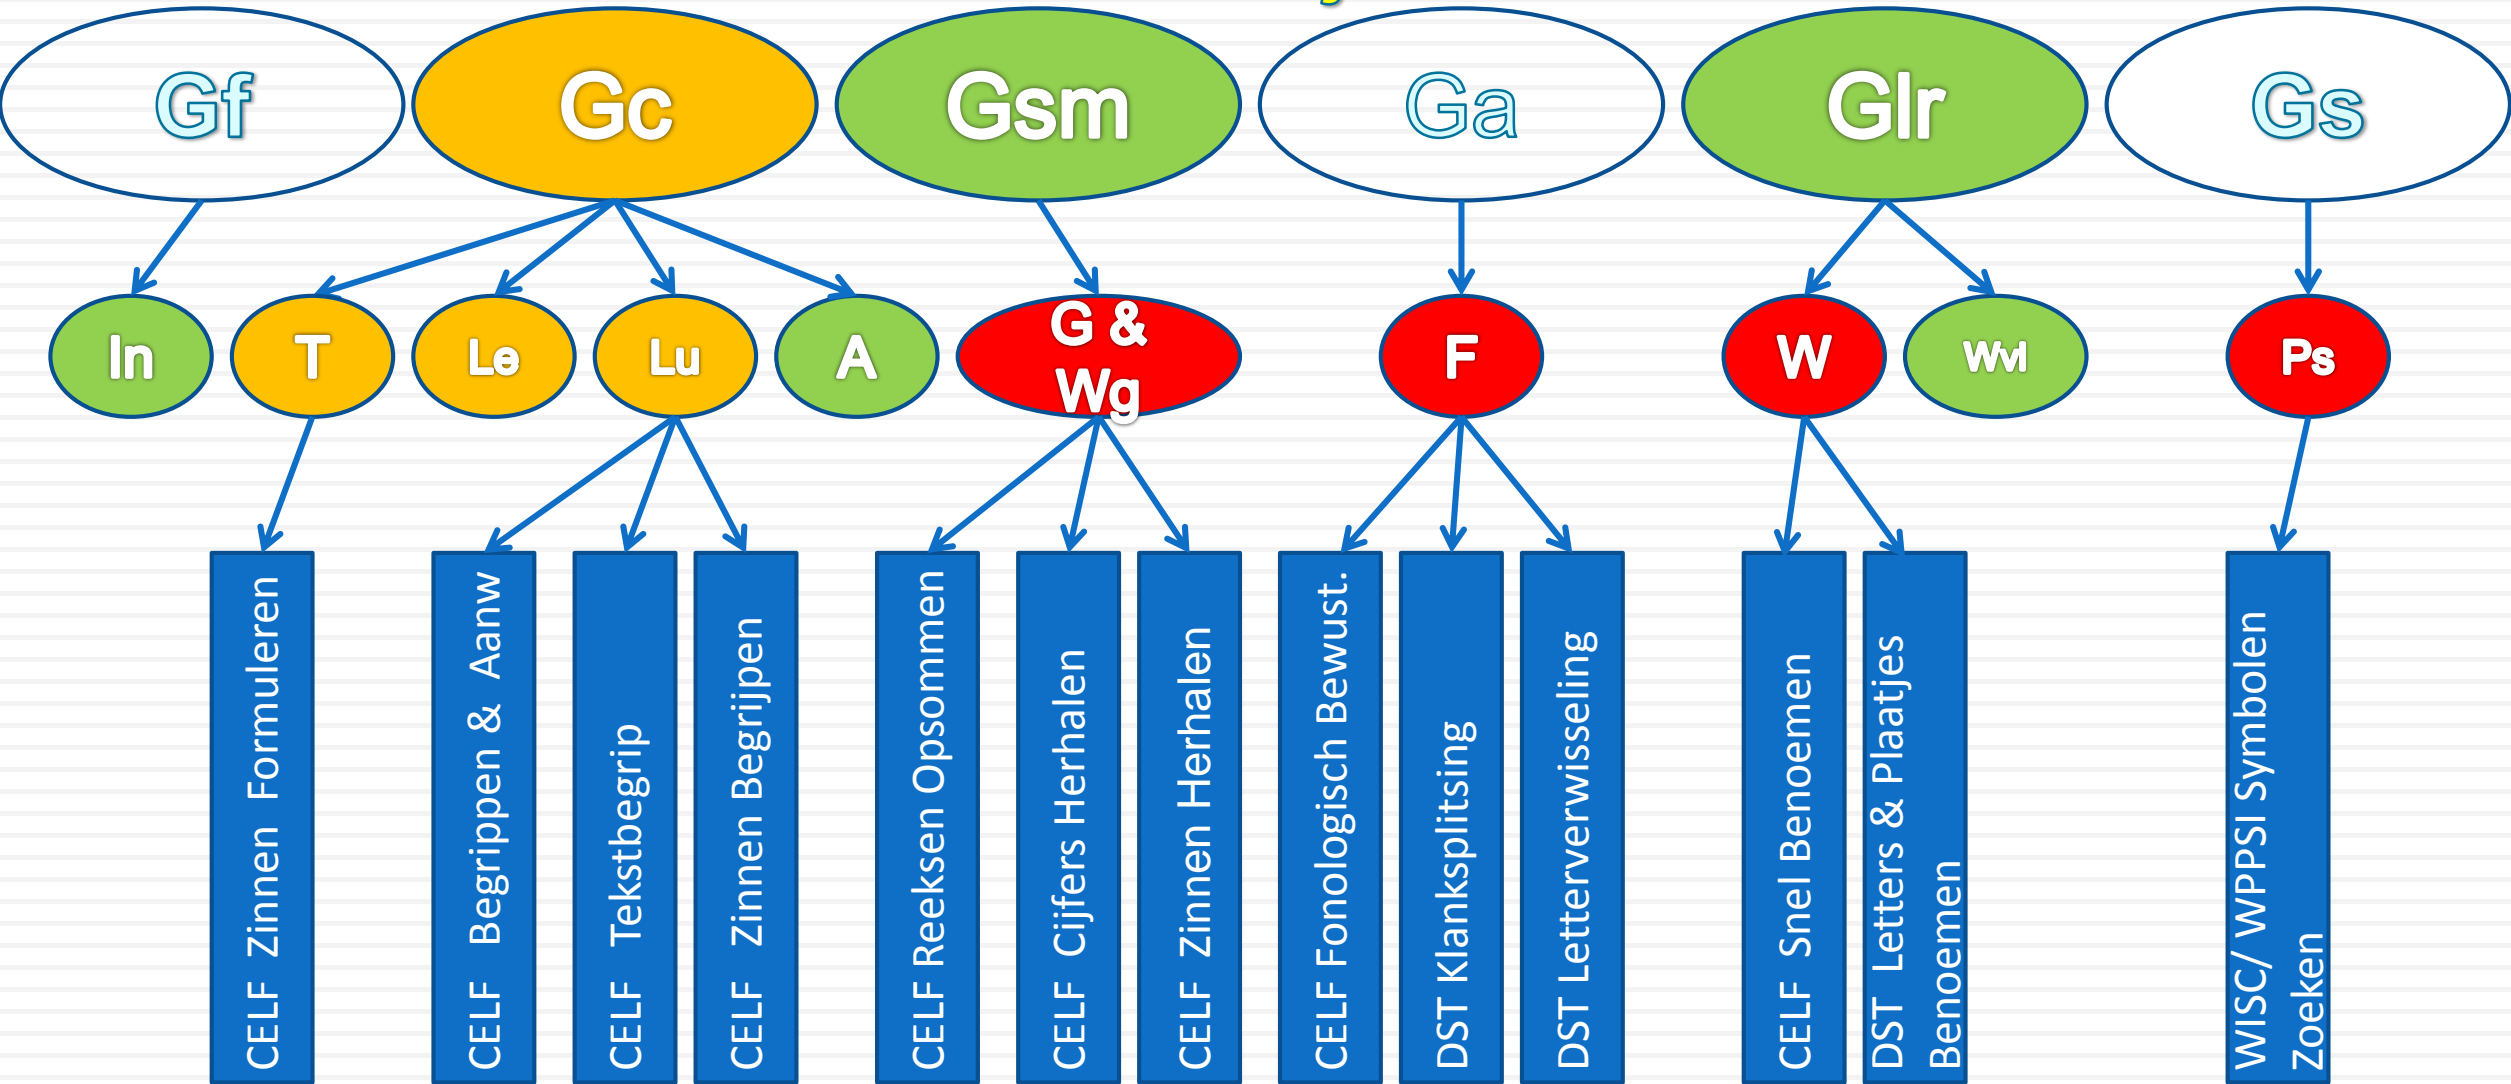 Gf
Gc
Gsm
Ga
Glr
Gs
In
T
Le
Lu
A
G &
Wg
F
W
Wvl
Ps
CELF  Zinnen  Formuleren
CELF   Begrippen &  Aanw
CELF   Tekstbegrip
CELF  Zinnen Begrijpen
CELF Reeksen Opsommen
CELF  Cijfers Herhalen
CELF  Zinnen Herhalen
CELF Fonologisch Bewust.
DST Klanksplitsing
DST Letterverwisseling
CELF  Snel Benoemen
DST  Letters & Plaatjes
Benoemen
WISC/ WPPSI Symbolen
Zoeken